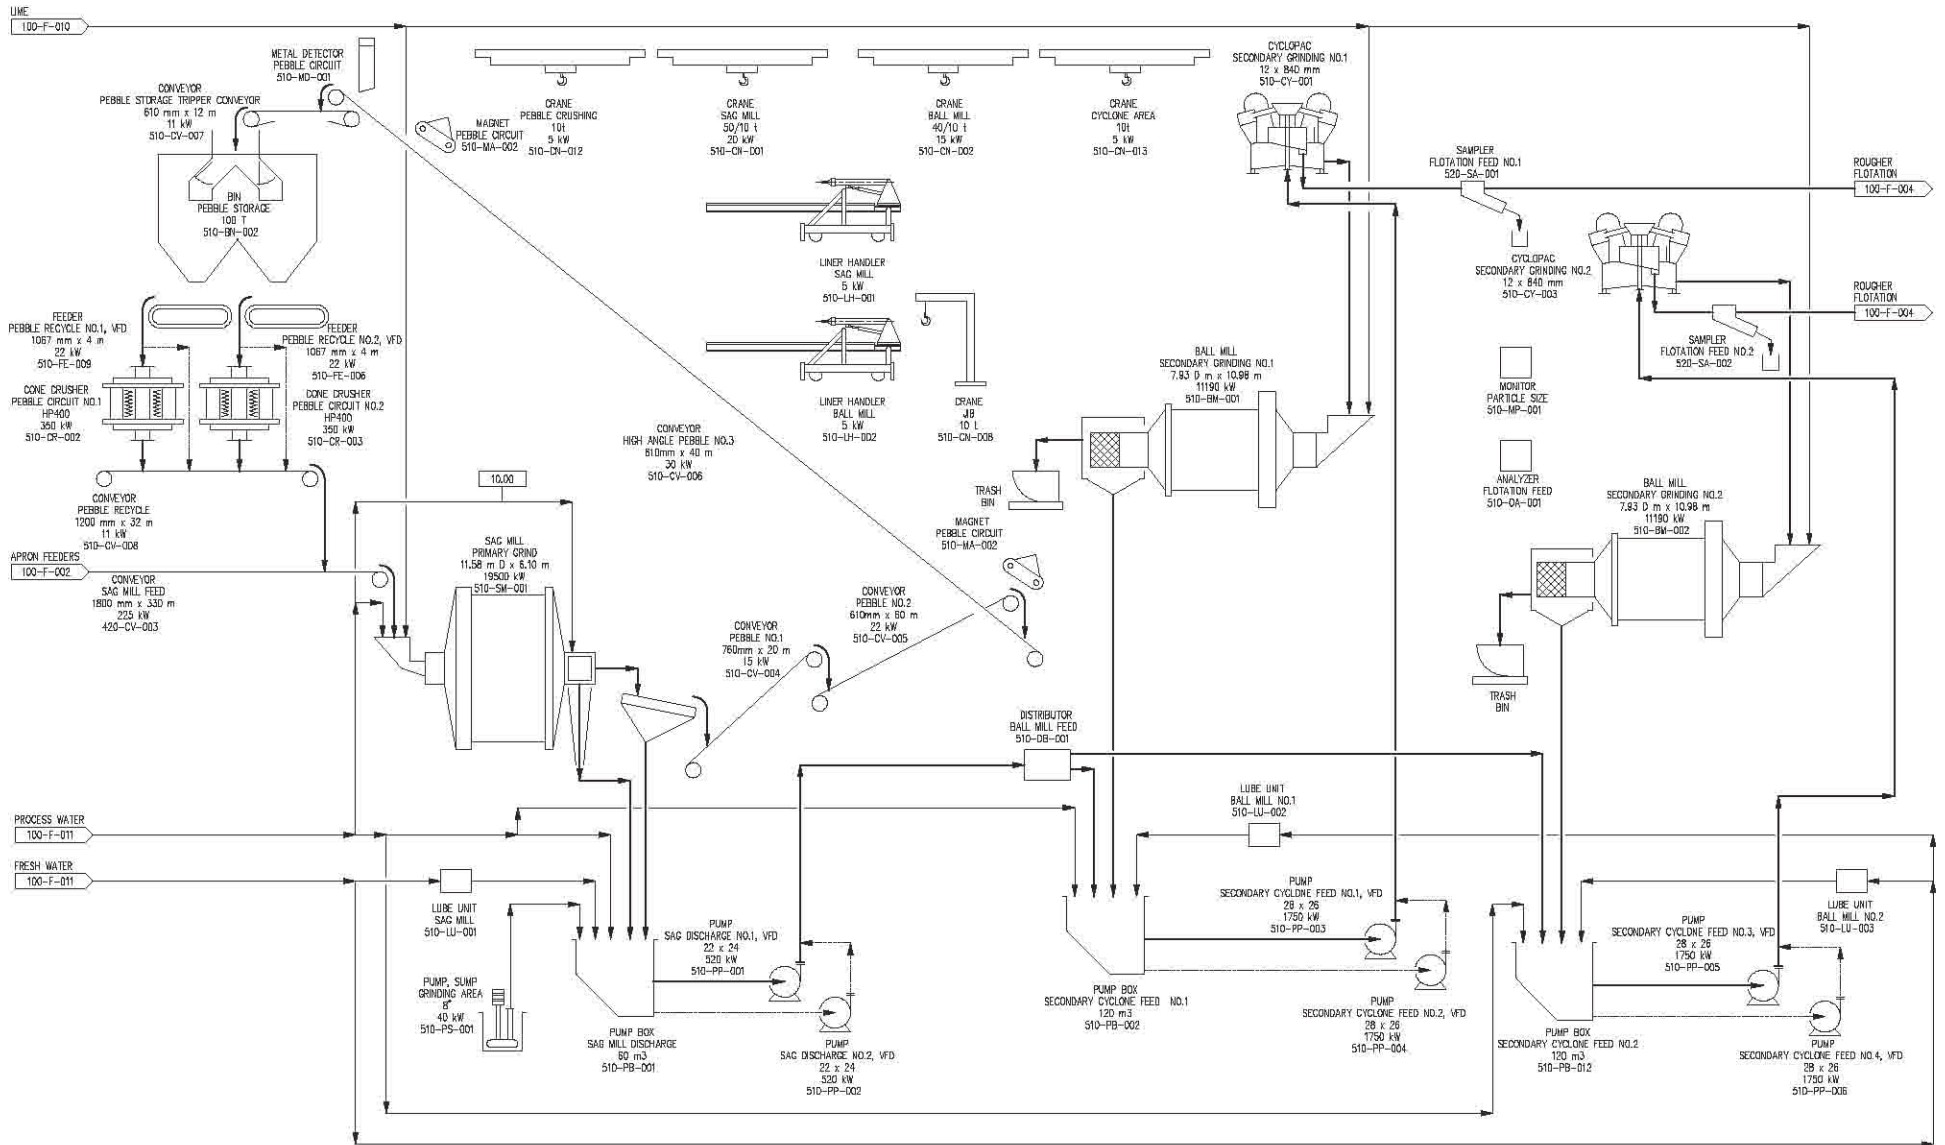 LIME
100-F-010
METAL DETECTOR
PEBBLE CIRCUIT
510-MD-001
CONVEYOR
PEBBLE STORAGE TRIPPER CONVEYOR
610 mm x 12 m
11 kW
510-CV-007
MAGNET
PEBBLE CIRCUIT
510-MA-002
CRANE
PEBBLE CRUSHING
10t
5 kW
510-CN-012
CRANE
SAG MILL
50/10 t
20 kW
510-CN-001
CRANE
BALL MILL
40/10 t
15 kW
510-CN-002
CRANE
CYCLONE AREA
10t
5 kW
510-CN-013
CYCLOPAC
SECONDARY GRINDING NO.1
12 x 840 mm
510-CY-001
SAMPLER
FLOTATION FEED NO.1
520-SA-001
ROUGHER
FLOTATION
100-F-004
BIN
PEBBLE STORAGE
100 T
510-BN-002
LINER HANDLER
SAG MILL
5 kW
510-LH-001
CYCLOPAC
SECONDARY GRINDING NO.2
12 x 840 mm
510-CY-003
ROUGHER
FLOTATION
100-F-004
FEEDER
PEBBLE RECYCLE NO.1, VFD
1067 mm x 4 m
22 kW
510-FE-009
FEEDER
PEBBLE RECYCLE NO.2, VFD
1067 mm x 4 m
22 kW
510-FE-006
SAMPLER
FLOTATION FEED NO.2
520-SA-002
CONE CRUSHER
PEBBLE CIRCUIT NO.1
HP400
350 kW
510-CR-002
CONE CRUSHER
PEBBLE CIRCUIT NO.2
HP400
350 kW
510-CR-003
LINER HANDLER
BALL MILL
5 kW
510-LH-002
CRANE
JIB
510-CN-008
BALL MILL
SECONDARY GRINDING NO.1
7.93 D m x 10.98 m
11190 kW
510-BM-001
MONITOR
PARTICLE SIZE
510-MP-001
CONVEYOR
HIGH ANGLE PEBBLE NO.3
610mm x 40 m
30 kW
510-CV-006
10.00
TRASH
BIN
ANALYZER
FLOTATION FEED
510-OA-001
CONVEYOR
PEBBLE RECYCLE
1200 mm x 32 m
11 kW
510-CV-008
BALL MILL
SECONDARY GRINDING NO.2
7.93 D m x 10.98 m
11190 kW
510-BM-002
MAGNET
PEBBLE CIRCUIT
510-MA-002
APRON FEEDERS
100-F-002
CONVEYOR
SAG MILL FEED
1800 mm x 330 m
225 kW
420-CV-003
SAG MILL
PRIMARY GRIND
11.58 m D x 6.10 m
19500 kW
510-SM-001
CONVEYOR
PEBBLE NO.2
610mm x 60 m
22 kW
510-CV-005
CONVEYOR
PEBBLE NO.1
760mm x 20 m
15 kW
510-CV-004
TRASH
BIN
DISTRIBUTOR
BALL MILL FEED
510-DB-001
PROCESS WATER
100-F-011
LUBE UNIT
BALL MILL NO.1
510-LU-002
FRESH WATER
100-F-011
LUBE UNIT
SAG MILL
510-LU-001
PUMP
SAG DISCHARGE NO.1, VFD
22 x 24
520 kW
510-PP-001
PUMP
SECONDARY CYCLONE FEED NO.1, VFD
28 x 26
1750 kW
510-PP-003
LUBE UNIT
BALL MILL NO.2
510-LU-003
PUMP
SECONDARY CYCLONE FEED NO.3, VFD
28 x 26
1750 kW
510-PP-005
PUMP, SUMP
GRINDING AREA
8"
40 kW
510-PS-001
PUMP BOX
SAG MILL DISCHARGE
60 m3
510-PB-001
PUMP
SAG DISCHARGE NO.2, VFD
22 x 24
520 kW
510-PP-002
PUMP BOX
SECONDARY CYCLONE FEED NO.1
120 m3
510-PB-002
PUMP
SECONDARY CYCLONE FEED NO.2, VFD
28 x 26
1750 kW
510-PP-004
PUMP BOX
SECONDARY CYCLONE FEED NO.2
120 m3
510-PB-012
PUMP
SECONDARY CYCLONE FEED NO.4, VFD
28 x 26
1750 kW
510-PP-006